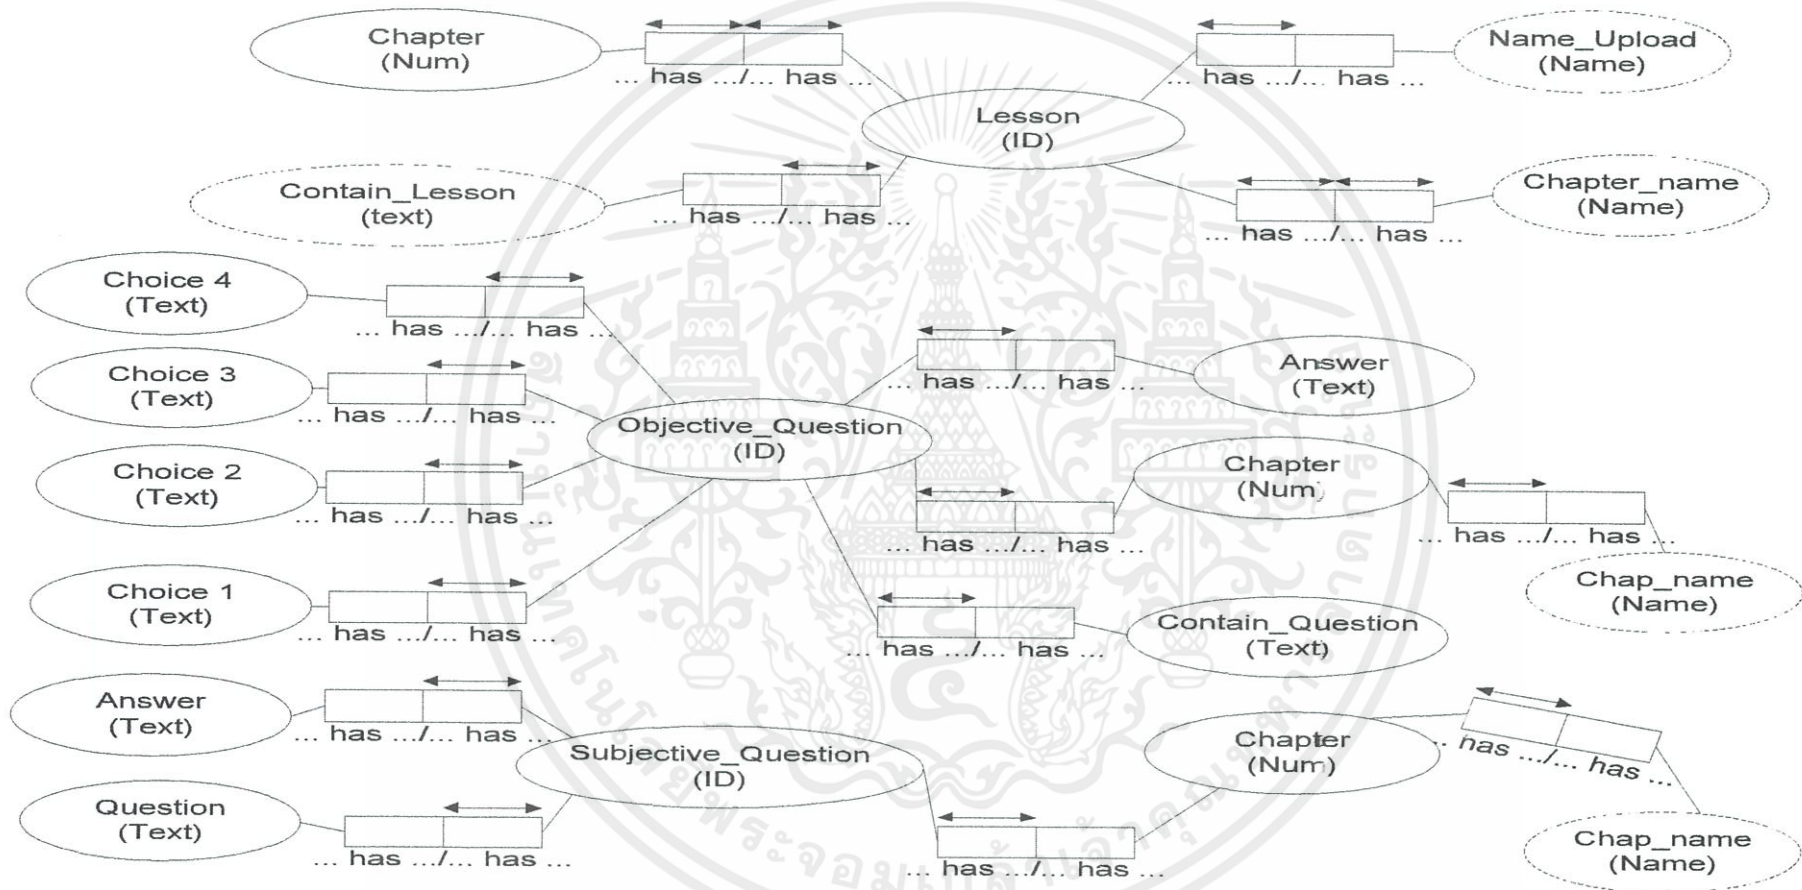 Chapter
(Num)
... has .../... has ...
... has .../... has ...
Name_Upload
(Name)
Lesson
(ID)
Contain_Lesson
(text)
... has .../... has ...
... has .../... has ...
Chapter_name
(Name)
Choice 4
(Text)
... has .../... has ...
Choice 3
(Text)
... has .../... has ...
... has .../... has ...
Answer
(Text)
Objective_Question
(ID)
Choice 2
(Text)
... has .../... has ...
Chapter
(Num)
... has .../... has ...
... has .../... has ...
Chap_name
(Name)
Choice 1
(Text)
... has .../... has ...
... has .../... has ...
Contain_Question
(Text)
Answer
(Text)
... has .../... has ...
Subjective_Question
(ID)
Chapter
(Num)
... has .../... has ...
Question
(Text)
... has .../... has ...
... has .../... has ...
Chap_name
(Name)